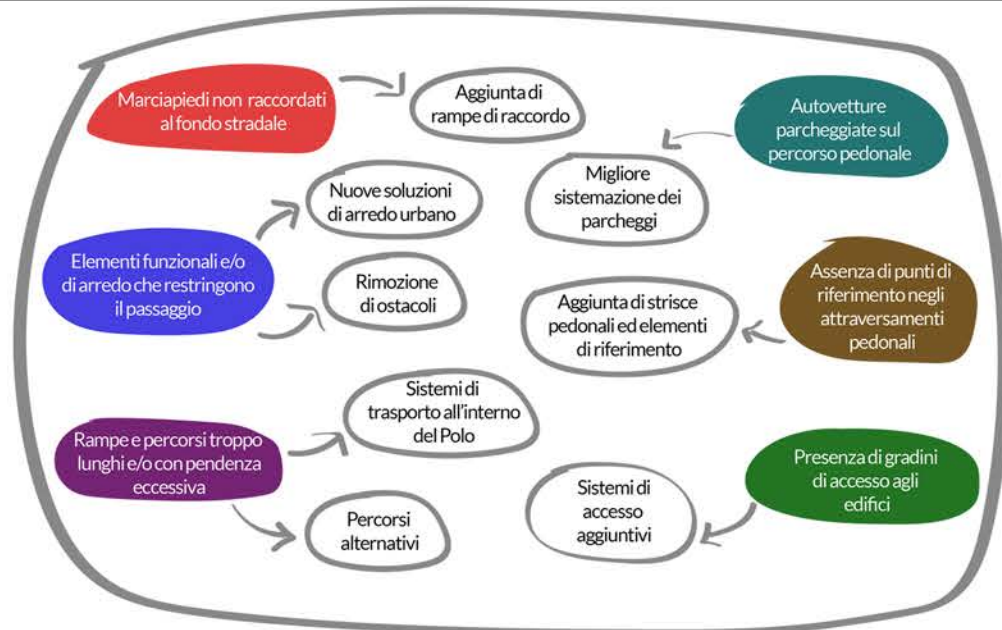 Marciapiedi non raccordati
al fondo stradale
Aggiunta di
rampe di raccordo
Autovetture
parcheggiate sul
percorso pedonale
Migliore
sistemazione dei
parcheggi
Nuove soluzioni
di arredo urbano
Elementi funzionali e/o
di arredo che restringono
il passaggio
Rimozione
di ostacoli
Aggiunta di strisce
pedonali ed elementi
di riferimento
Assenza di punti di
riferimento negli
attraversamenti
pedonali
Sistemi di
trasporto all'interno
del Polo
Rampe e percorsi troppo
lunghi e/o con pendenza
eccessiva
Percorsi
alternativi
Sistemi di
accesso
aggiuntivi
Presenza di gradini
di accesso agli
edifici